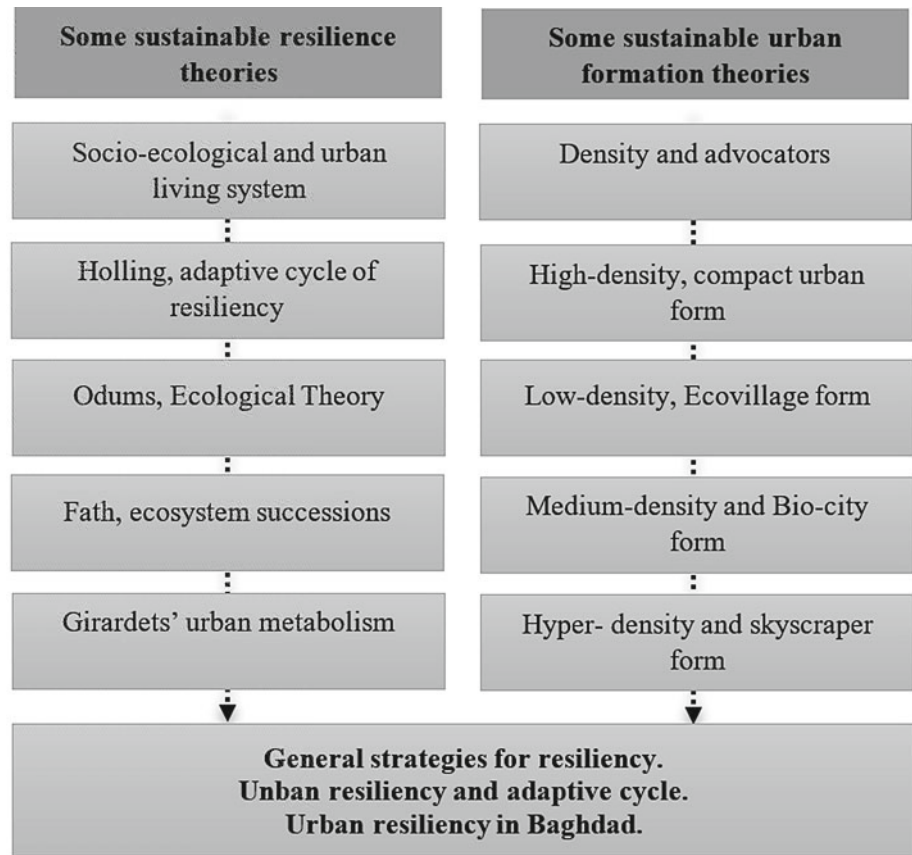 Some sustainable resilience
theories
Socio-ecological and urban
living system
Holling, adaptive cycle of
resiliency
Odums, Ecological Theory
Fath, ecosystem successions
Girardets’ urban metabolism
Some sustainable urban
formation theories
Density and advocators
High-density, compact urban
form
Low-density, Ecovillage form
Medium-density and Bio-city
form
Hyper- density and skyscraper
form
General strategies for resiliency.
Unban resiliency and adaptive cycle.
Urban resiliency in Baghdad.